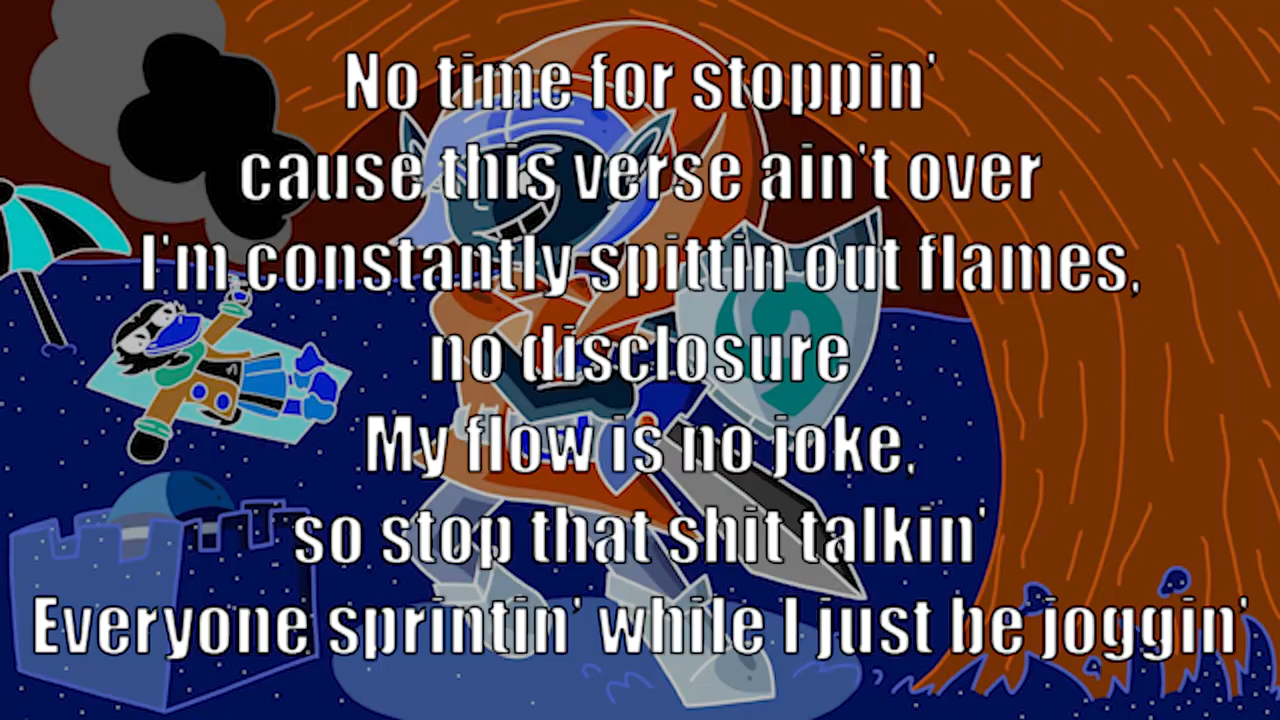 No time for stoppin'
cause this verse ain't over
I'm constantly spittin out flames,
no disclosure
My flow is no joke,
so stop that shit talkin'
Everyone sprintin' while I just be joggin'